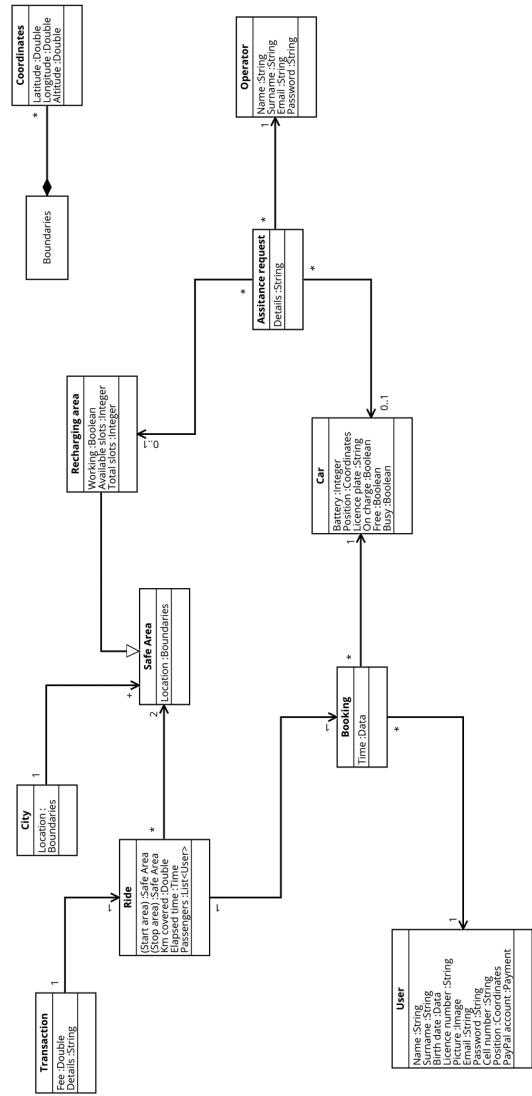 Transaction
Fee :Double
Details :String
1
1
City
Location :
Boundaries
1
+
Ride
(Start area) :Safe Area
(Stop area) :Safe Area
Km covered :Double
Elapsed time :Time
Passengers :List<User>
*
2
1
1
Safe Area
Location :Boundaries
Recharging area
Working :Boolean
Available slots :Integer
Total slots :Integer
0..1
Boundaries
*
Coordinates
Latitude :Double
Longitude :Double
Altitude :Double
User
Name :String
Surname :String
Birth date :Data
Licence number :String
Picture :Image
Email :String
Password :String
Cell number :String
Position :Coordinates
PayPal account :Payment
1
Booking
Time :Data
*
*
1
Car
Battery :Integer
Position :Coordinates
Licence plate :String
On charge :Boolean
Free :Boolean
Busy :Boolean
0..1
Assitance request
Details :String
*
*
*
1
Operator
Name :String
Surname :String
Email :String
Password :String